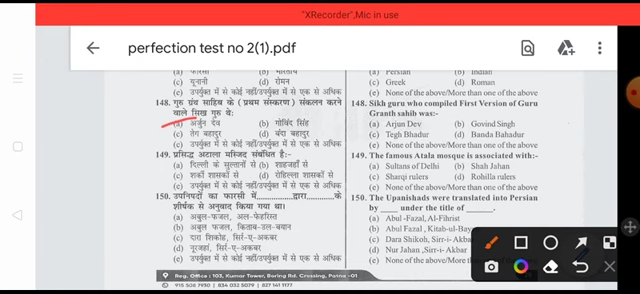 "XRecorder",Mic in use
perfection test no 2(1).pdf
(a) फारसी (b) भारतीय
(c) यूनानी (d) रोमन
(e) उपर्युक्त में से कोई नहीं/उपर्युक्त में से एक से अधिक
148. गुरु ग्रंथ साहिब के (प्रथम संस्करण) संकलन करने
वाले सिख गुरु थे:
(a) अर्जुन देव (b) गोविंद सिंह
(c) तेग बहादुर (d) बंदा बहादुर
(e) उपर्युक्त में से कोई नहीं/उपर्युक्त में से एक से अधिक
149. प्रसिद्ध अटाला मस्जिद संबंधित है:-
(a) दिल्ली के सुल्तानों से (b) शाहजहाँ से
(c) शर्की शासकों से (d) रोहिल्ला शासकों से
(e) उपर्युक्त में से कोई नहीं/उपर्युक्त में से एक से अधिक
150. उपनिषदों का फारसी में.............द्वारा............के
शीर्षक से अनुवाद किया गया था।
(a) अबुल फजल, अल-फेहरिस्त
(b) अबुल फजल, किताब-उल-बयान
(c) दारा शिकोह, सिर्र-ए-अकबर
(d) नूरजहां, सिर्र-ए-अकबर
(e) उपर्युक्त में से कोई नहीं/उपर्युक्त में से एक से अधिक
(a) Persian (b) Indian
(c) Greek (d) Roman
(e) None of the above/More than one of the above
148. Sikh guru who compiled First Version of Guru
Granth sahib was:-
(a) Arjun Dev (b) Govind Singh
(c) Tegh Bhadur (d) Banda Bahadur
(e) None of the above/More than one of the above
149. The famous Atala mosque is associated with:-
(a) Sultans of Delhi (b) Shah Jahan
(c) Sharqi rulers (d) Rohilla rulers
(e) None of the above/More than one of the above
150. The Upanishads were translated into Persian
by ____ under the title of ______.
(a) Abul-Fazal, Al-Fihrist
(b) Abul Fazal, Kitab-ul-Bay
(c) Dara Shikoh, Sirr-i-Akba
(d) Nur Jahan, Sirr-i-Akbar
(e) None of the above/More
Reg. Office : 103, Kumar Tower, Boring Rd. Crossing, Patna -01